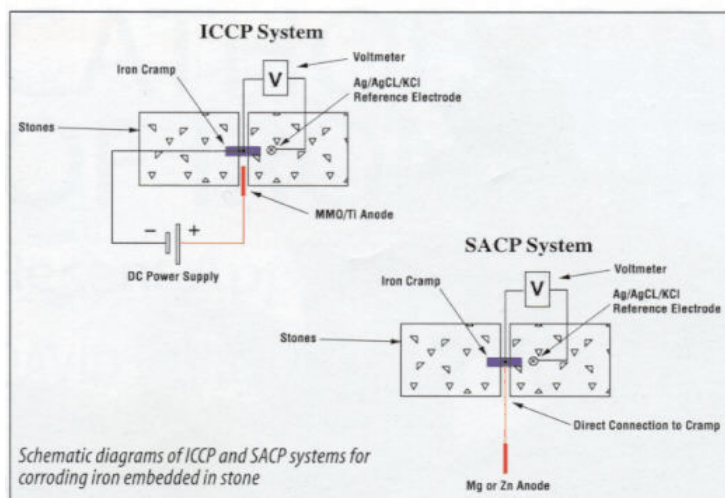 ICCP System
Voltmeter
Iron Cramp
V
Ag/AgCL/KCl
Reference Electrode
Stones
MMO/Ti Anode
− +
DC Power Supply
SACP System
Voltmeter
Iron Cramp
V
Ag/AgCL/KCl
Reference Electrode
Stones
Direct Connection to Cramp
Mg or Zn Anode
Schematic diagrams of ICCP and SACP systems for
corroding iron embedded in stone